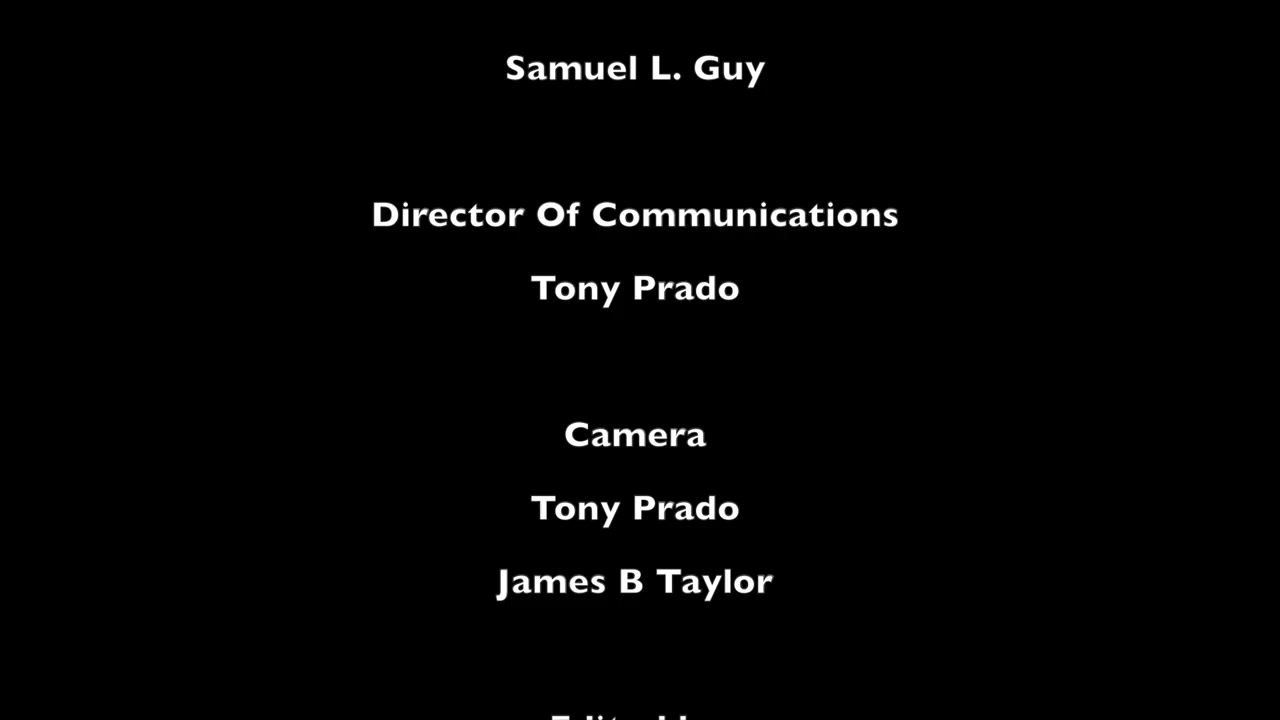 Samuel L. Guy
Director Of Communications
Tony Prado
Camera
Tony Prado
James B Taylor